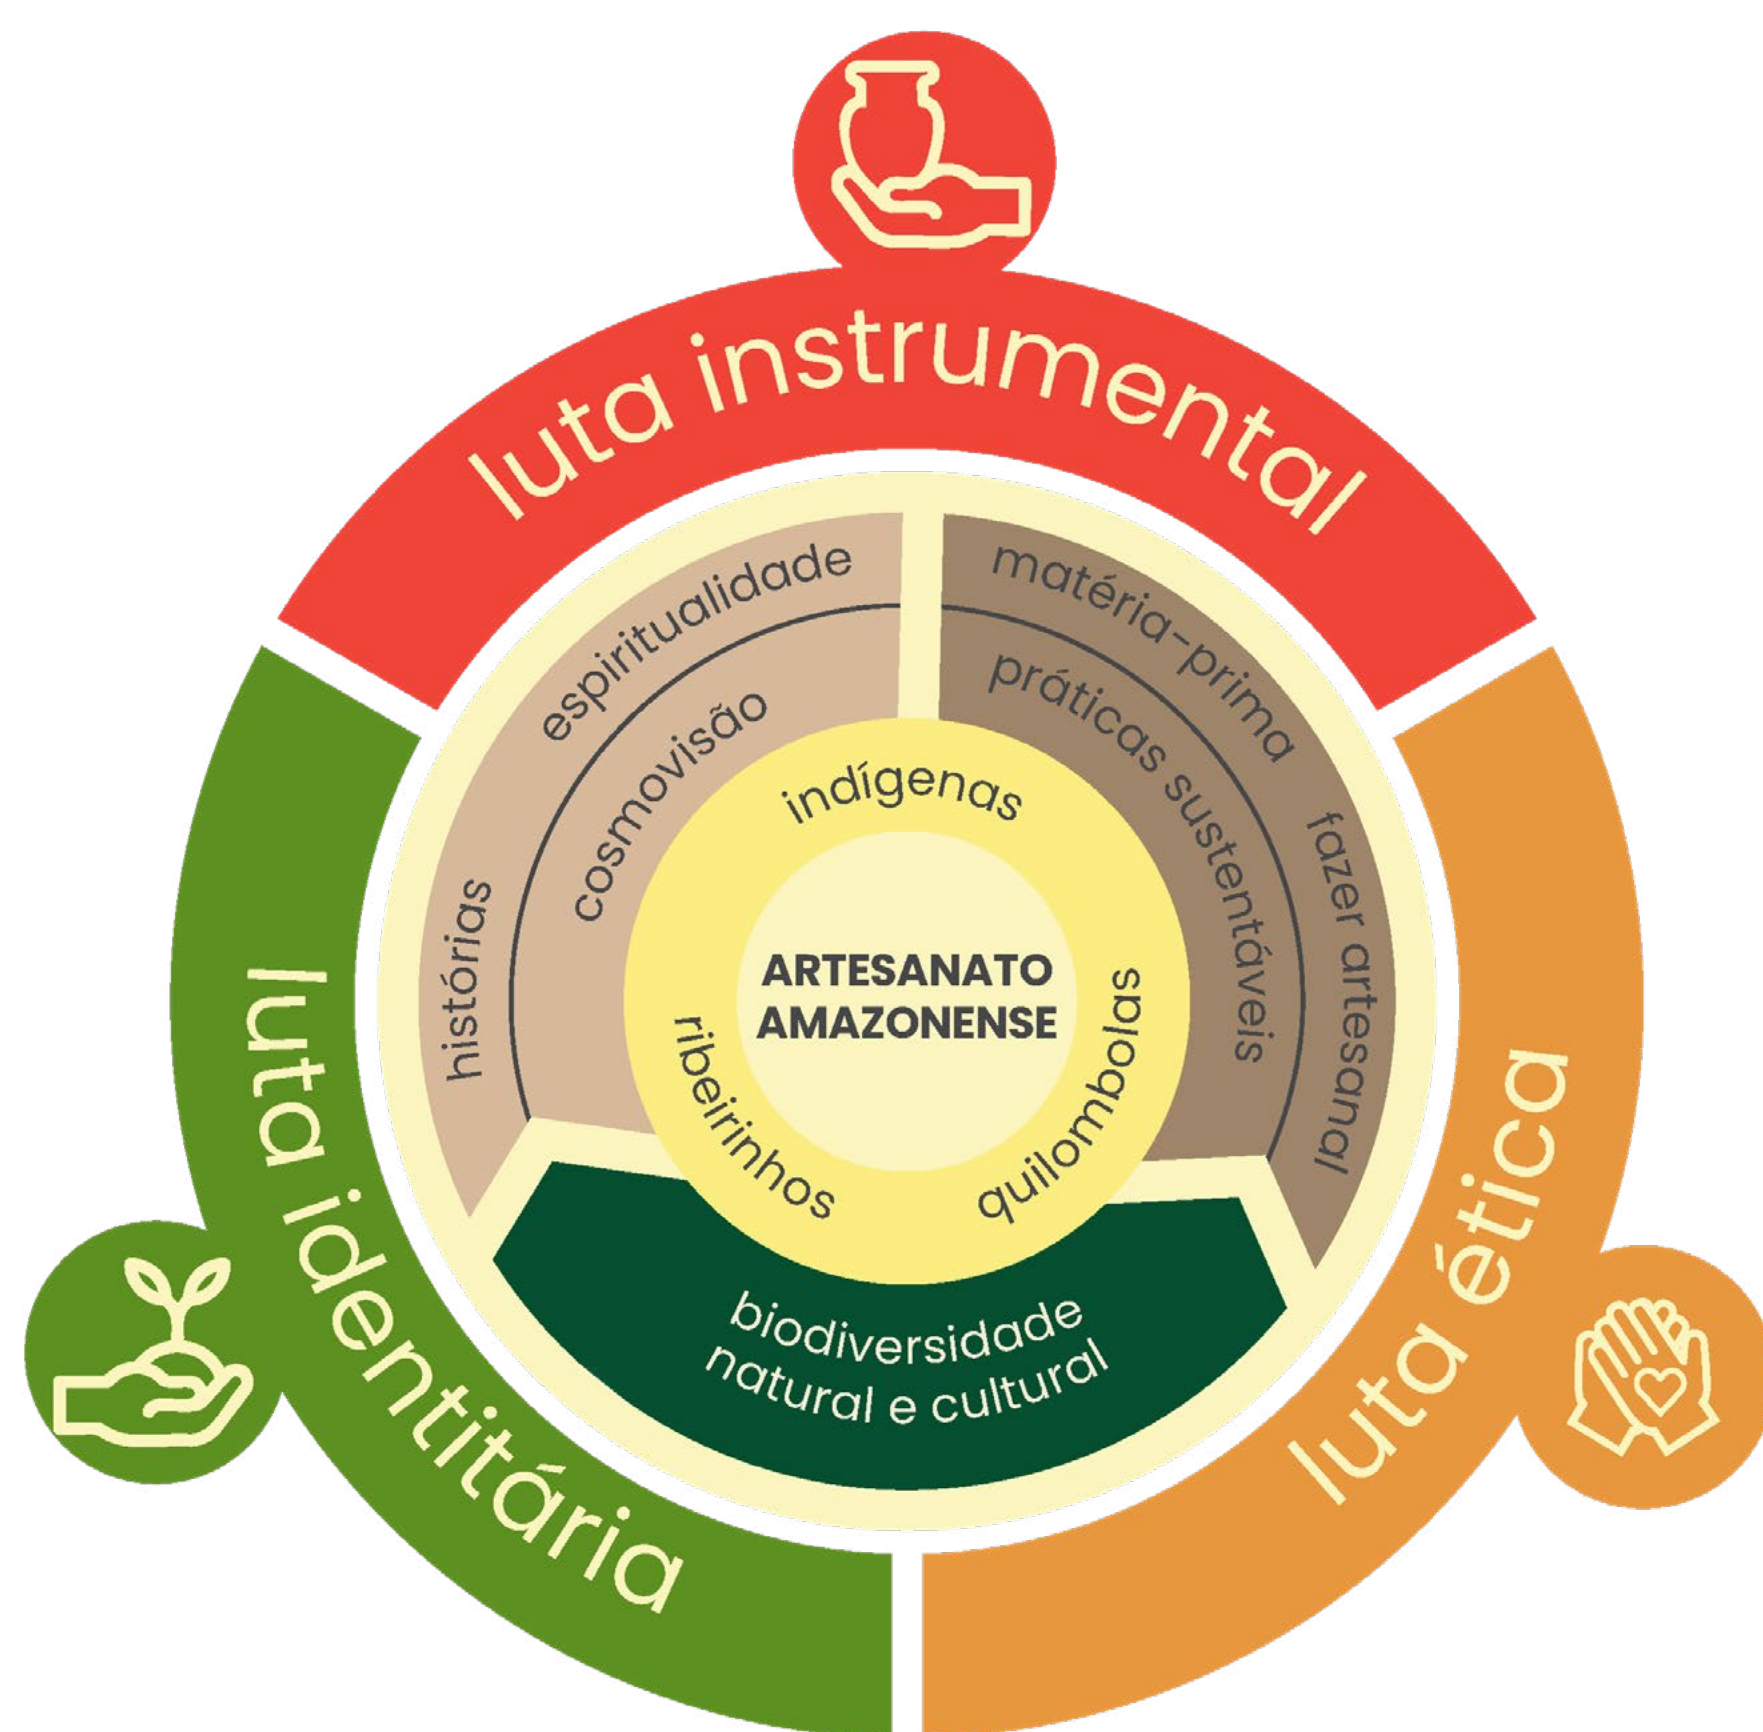 luta instrumental
espiritualidade
matéria-prima
cosmovisão
práticas sustentáveis
indígenas
histórias
fazer artesanal
ARTESANATO
AMAZONENSE
ribeirinhos
quilombolas
luta identitária
luta ética
biodiversidade
natural e cultural